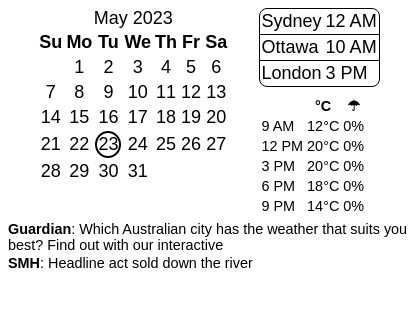 May 2023
Su Mo Tu We Th Fr Sa
1 2 3 4 5 6
7 8 9 10 11 12 13
14 15 16 17 18 19 20
21 22 23 24 25 26 27
28 29 30 31
Sydney 12 AM
Ottawa 10 AM
London 3 PM
°C ☂
9 AM 12°C 0%
12 PM 20°C 0%
3 PM 20°C 0%
6 PM 18°C 0%
9 PM 14°C 0%
Guardian: Which Australian city has the weather that suits you
best? Find out with our interactive
SMH: Headline act sold down the river